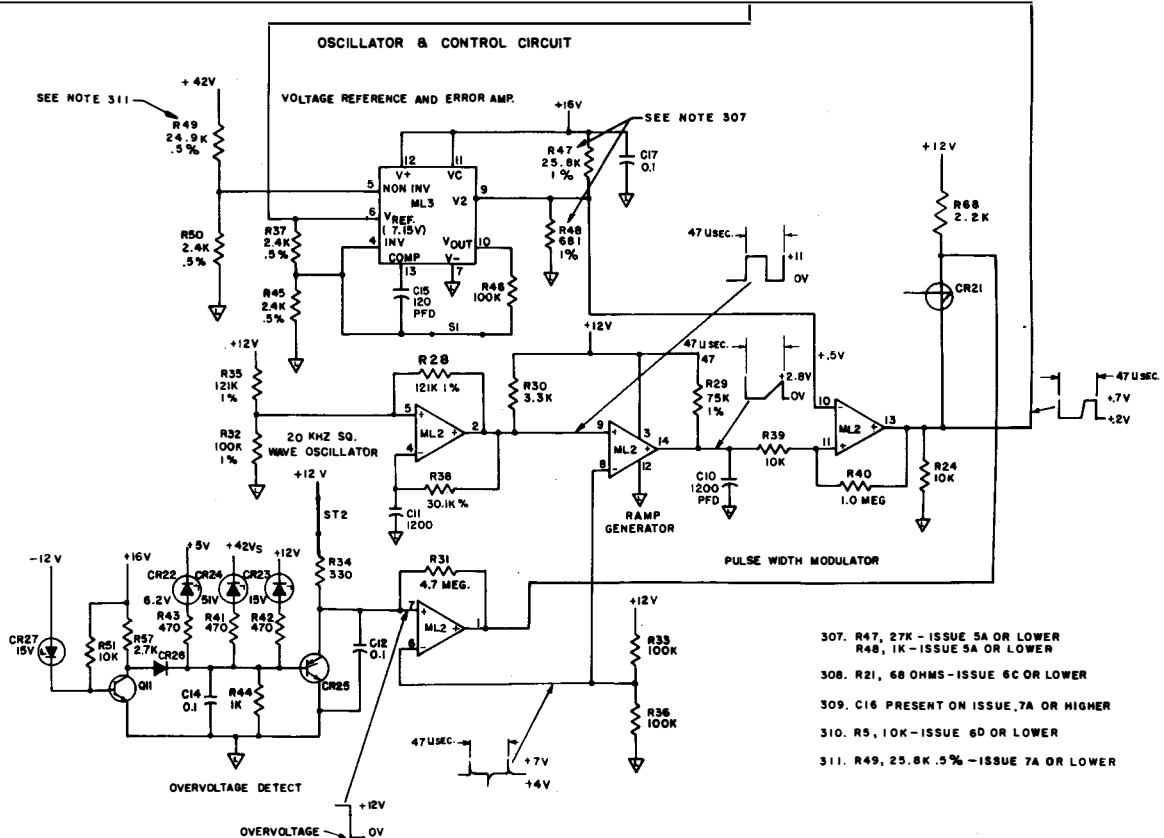 OSCILLATOR & CONTROL CIRCUIT
+42V
SEE NOTE 311
R49
24.9K
.5%
VOLTAGE REFERENCE AND ERROR AMP.
+16V
SEE NOTE 307
R47
25.8K
1%
C17
0.1
12
V+
11
VC
5
NON INV
ML3
V2
9
6
VREF.
(7.15V)
4
INV
VOUT
10
COMP
V-
13
7
R50
2.4K
.5%
R37
2.4K
.5%
R45
2.4K
.5%
C15
120
PFD
R46
100K
S1
R48
681
1%
47 USEC.
+11
0V
+12V
R68
2.2K
CR21
+12V
R35
121K
1%
R32
100K
1%
R28
121K 1%
5
+
ML2
+
2
4
-
20 KHZ SQ.
WAVE OSCILLATOR
R38
30.1K%
C11
1200
+12V
R30
3.3K
47
R29
75K
1%
9
+
ML2
+
14
8
-
3
12
RAMP
GENERATOR
47 USEC.
+2.8V
0V
+.5V
C10
1200
PFD
R39
10K
10
-
ML2
+
13
11
+
R40
1.0 MEG
R24
10K
47 USEC.
+.7V
+.2V
PULSE WIDTH MODULATOR
+12V
ST2
R34
330
-12V
CR27
15V
+16V
R51
10K
R57
2.7K
Q11
CR26
+5V
CR22
6.2V
R43
470
+42VS
CR24
51V
R41
470
+12V
CR23
15V
R42
470
C14
0.1
R44
1K
CR25
C12
0.1
R31
4.7 MEG.
7
+
ML2
+
1
6
-
+12V
R33
100K
R36
100K
47 USEC.
+7V
+4V
OVERVOLTAGE DETECT
+12V
OVERVOLTAGE
0V
307. R47, 27K - ISSUE 5A OR LOWER
R48, 1K - ISSUE 5A OR LOWER
308. R21, 68 OHMS - ISSUE 6C OR LOWER
309. C16 PRESENT ON ISSUE, 7A OR HIGHER
310. R5, 10K - ISSUE 6D OR LOWER
311. R49, 25.8K .5% - ISSUE 7A OR LOWER